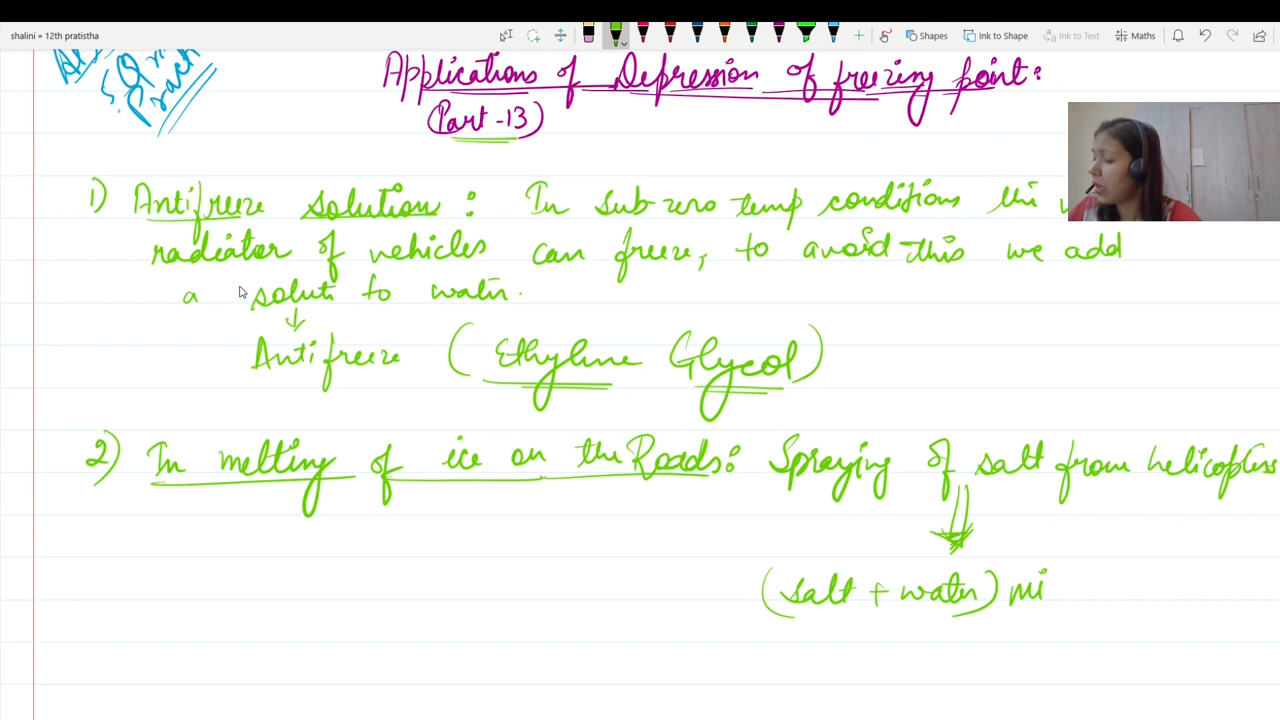 shalini » 12th pratistha
Shapes
Ink to Shape
Ink to Text
Maths
Applications of Depression of freezing point:
(Part-13)
1) Antifreeze solution: In sub-zero temp conditions the
radiator of vehicles can freeze, to avoid this we add
a solute to water.
Antifreeze (Ethyline Glycol)
2) In melting of ice on the Roads: Spraying of salt from helicopters
(salt + water) mi